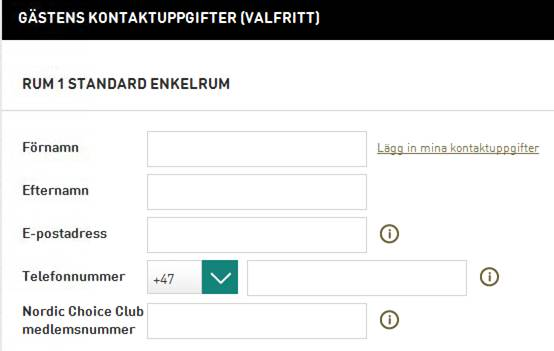 GÄSTENS KONTAKTUPPGIFTER (VALFRITT)
RUM 1 STANDARD ENKELRUM
Förnamn
Lägg in mina kontaktuppgifter
Efternamn
E-postadress
Telefonnummer +47
Nordic Choice Club
medlemsnummer